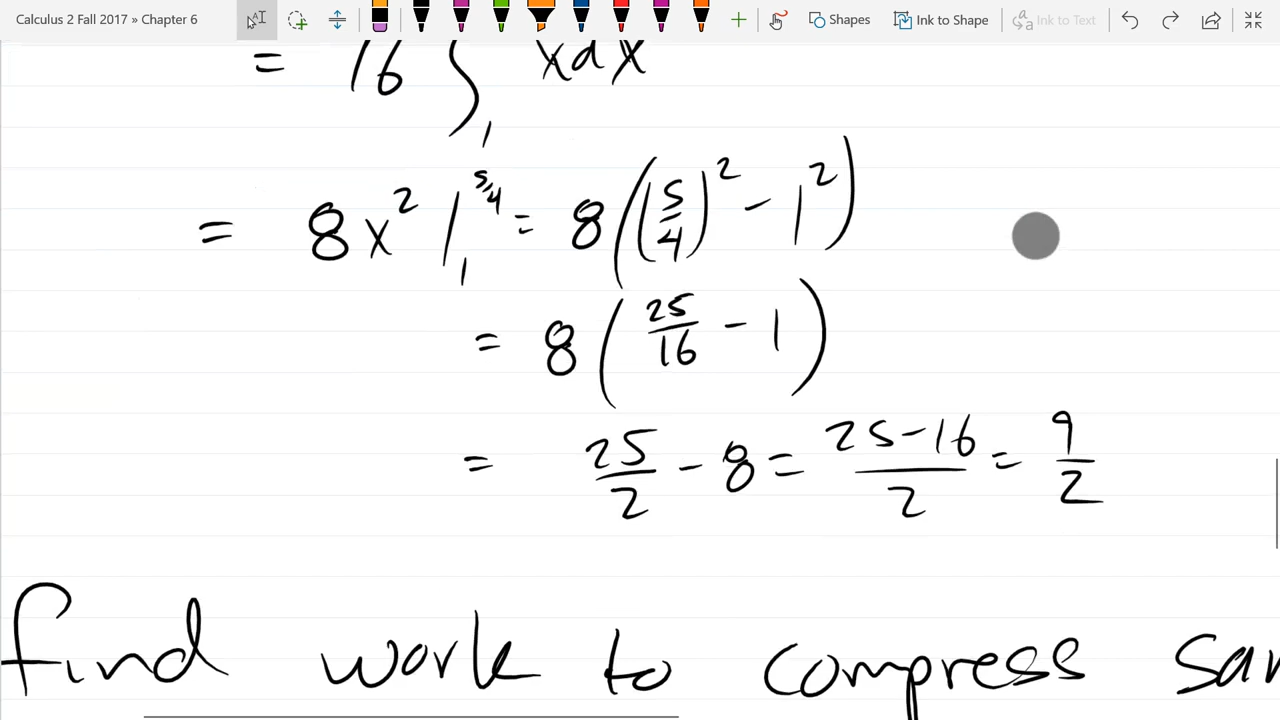 Calculus 2 Fall 2017 » Chapter 6 Shapes Ink to Shape Ink to Text
= 16 ∫₁ x dx
= 8x² |₁^5/4 = 8((5/4)² - 1²)
= 8(25/16 - 1)
= 25/2 - 8 = 25-16/2 = 9/2
find work to compress